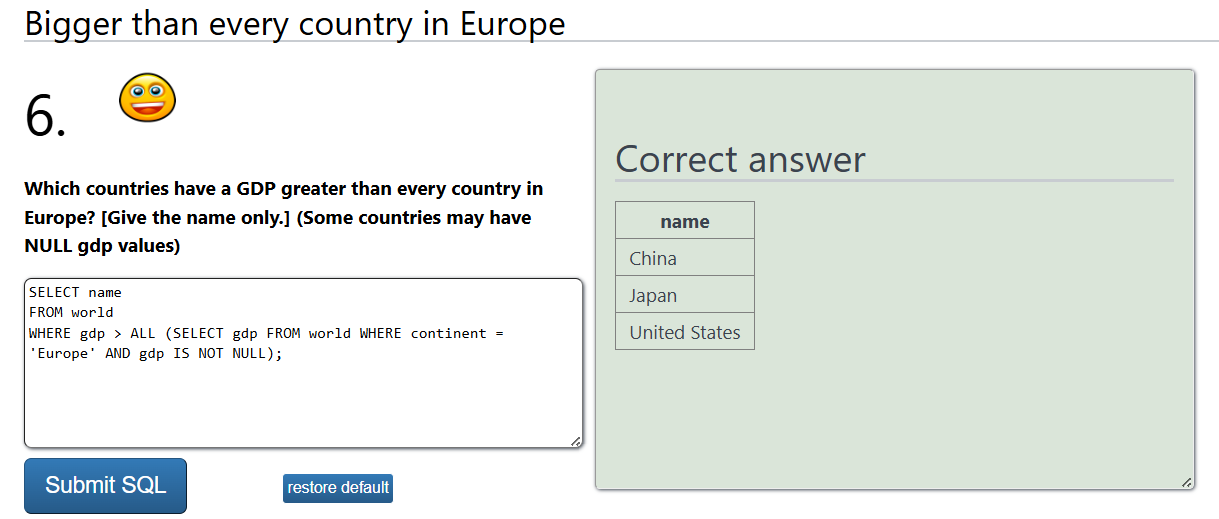 Bigger than every country in Europe
6.
Which countries have a GDP greater than every country in
Europe? [Give the name only.] (Some countries may have
NULL gdp values)
SELECT name
FROM world
WHERE gdp > ALL (SELECT gdp FROM world WHERE continent =
'Europe' AND gdp IS NOT NULL);
Submit SQL
restore default
Correct answer
name
China
Japan
United States